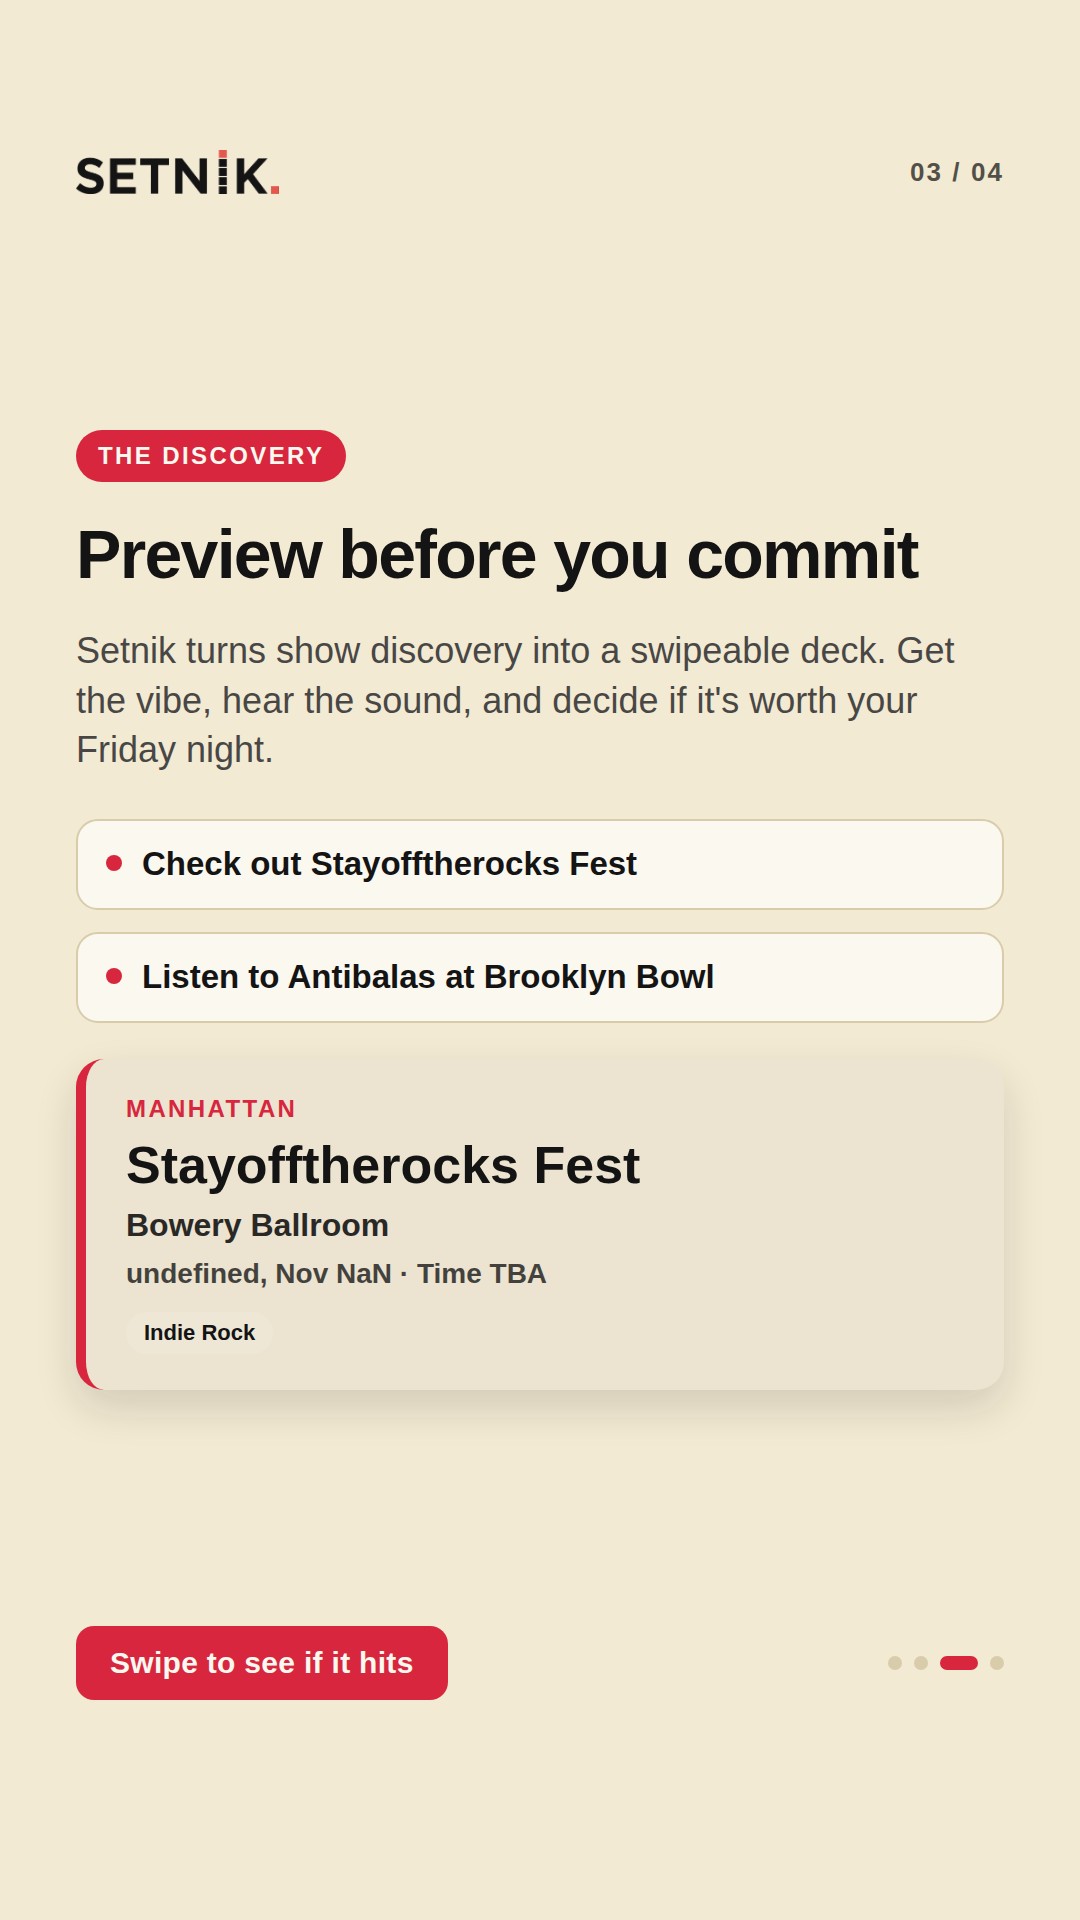 SETNIK.
03 / 04
THE DISCOVERY
Preview before you commit
Setnik turns show discovery into a swipeable deck. Get
the vibe, hear the sound, and decide if it's worth your
Friday night.
Check out Stayofftherocks Fest
Listen to Antibalas at Brooklyn Bowl
MANHATTAN
Stayofftherocks Fest
Bowery Ballroom
undefined, Nov NaN · Time TBA
Indie Rock
Swipe to see if it hits